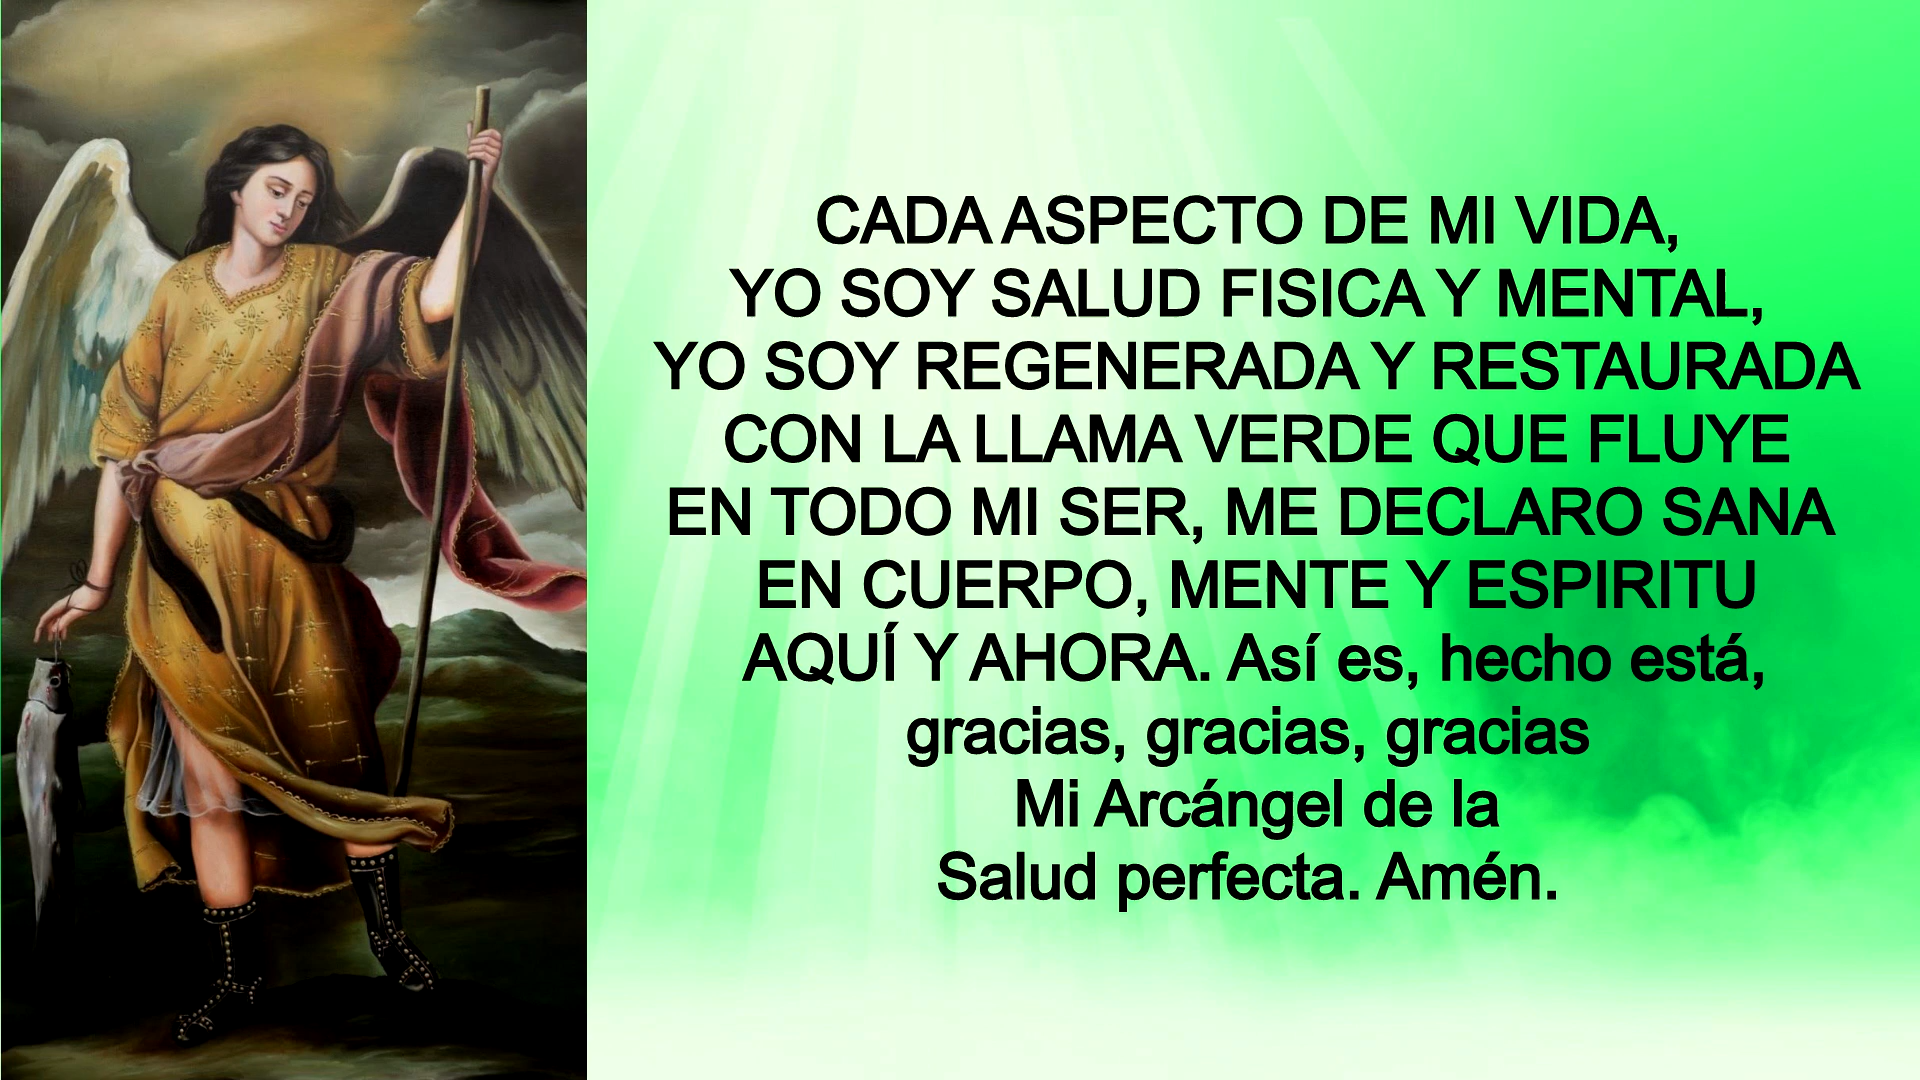 CADA ASPECTO DE MI VIDA,
YO SOY SALUD FISICA Y MENTAL,
YO SOY REGENERADA Y RESTAURADA
CON LA LLAMA VERDE QUE FLUYE
EN TODO MI SER, ME DECLARO SANA
EN CUERPO, MENTE Y ESPIRITU
AQUÍ Y AHORA. Así es, hecho está,
gracias, gracias, gracias
Mi Arcángel de la
Salud perfecta. Amén.